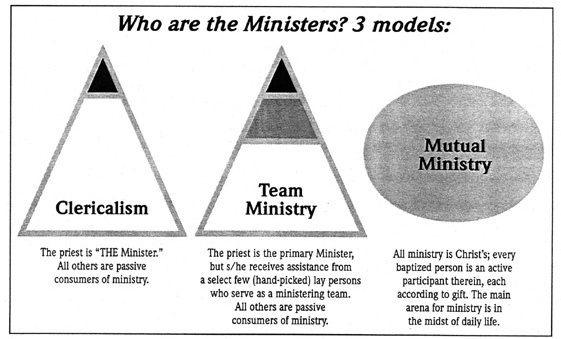 Who are the Ministers? 3 models:
Clericalism
The priest is “THE Minister.”
All others are passive
consumers of ministry.
Team
Ministry
The priest is the primary Minister,
but s/he receives assistance from
a select few (hand-picked) lay persons
who serve as a ministering team.
All others are passive
consumers of ministry.
Mutual
Ministry
All ministry is Christ's; every
baptized person is an active
participant therein, each
according to gift. The main
arena for ministry is in
the midst of daily life.